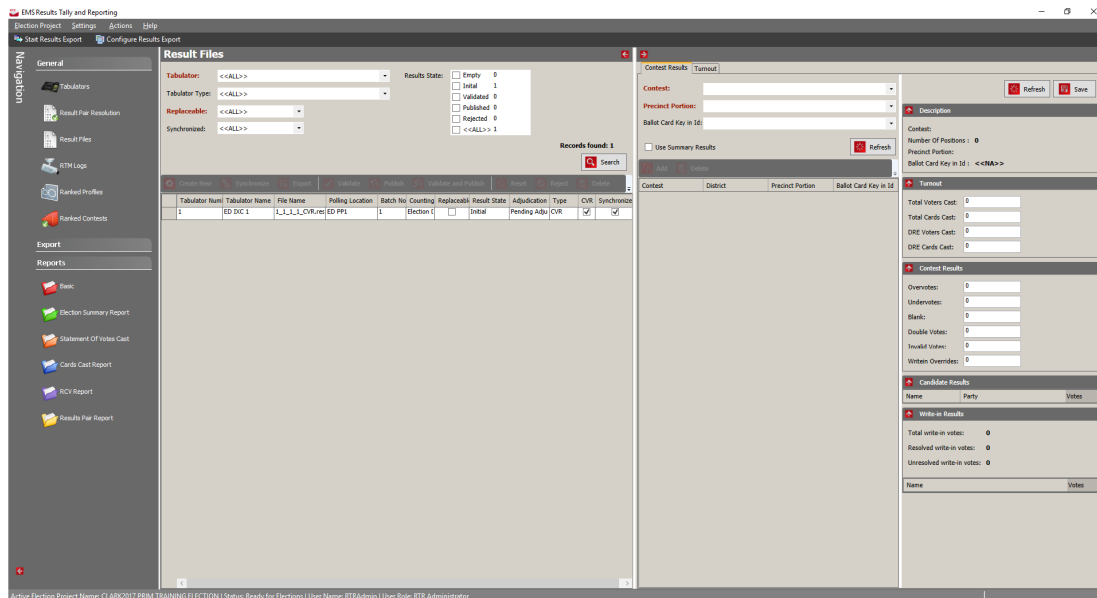 EMS Results Tally and Reporting
Election Project Settings Actions Help
Start Results Export Configure Results Export
Navigation
General
Tabulators
Result Pair Resolution
Result Files
RTM Logs
Ranked Profiles
Ranked Contests
Export
Reports
Basic
Election Summary Report
Statement Of Votes Cast
Cards Cast Report
RCV Report
Results Pair Report
Result Files
Tabulator: <<ALL>>
Tabulator Type: <<ALL>>
Replaceable: <<ALL>>
Synchronized: <<ALL>>
Results State:
Empty 0
Inital 1
Validated 0
Published 0
Rejected 0
<<ALL>> 1
Records found: 1
Search
Create New Synchronize Export Validate Publish Validate and Publish Reset Reject Delete
Tabulator Num Tabulator Name File Name Polling Location Batch No Counting Replaceabl Result State Adjudication Type CVR Synchronize
1 ED IXC 1 1_1_1_1_CVR.res ED PP1 1 Election D Initial Pending Adju CVR
Contest Results Turnout
Contest:
Precinct Portion:
Ballot Card Key in Id:
Use Summary Results Refresh
Add Delete
Contest District Precinct Portion Ballot Card Key in Id
Refresh Save
Description
Contest:
Number Of Positions : 0
Precinct Portion:
Ballot Card Key in Id : <<NA>>
Turnout
Total Voters Cast: 0
Total Cards Cast: 0
DRE Voters Cast: 0
DRE Cards Cast: 0
Contest Results
Overvotes: 0
Undervotes: 0
Blank: 0
Double Votes: 0
Invalid Votes: 0
Writein Overrides: 0
Candidate Results
Name Party Votes
Write-in Results
Total write-in votes: 0
Resolved write-in votes: 0
Unresolved write-in votes: 0
Name Votes
Active Election Project Name: CLARK2017 PRIM TRAINING ELECTION | Status: Ready for Elections | User Name: RTRAdmin | User Role: RTR Administrator